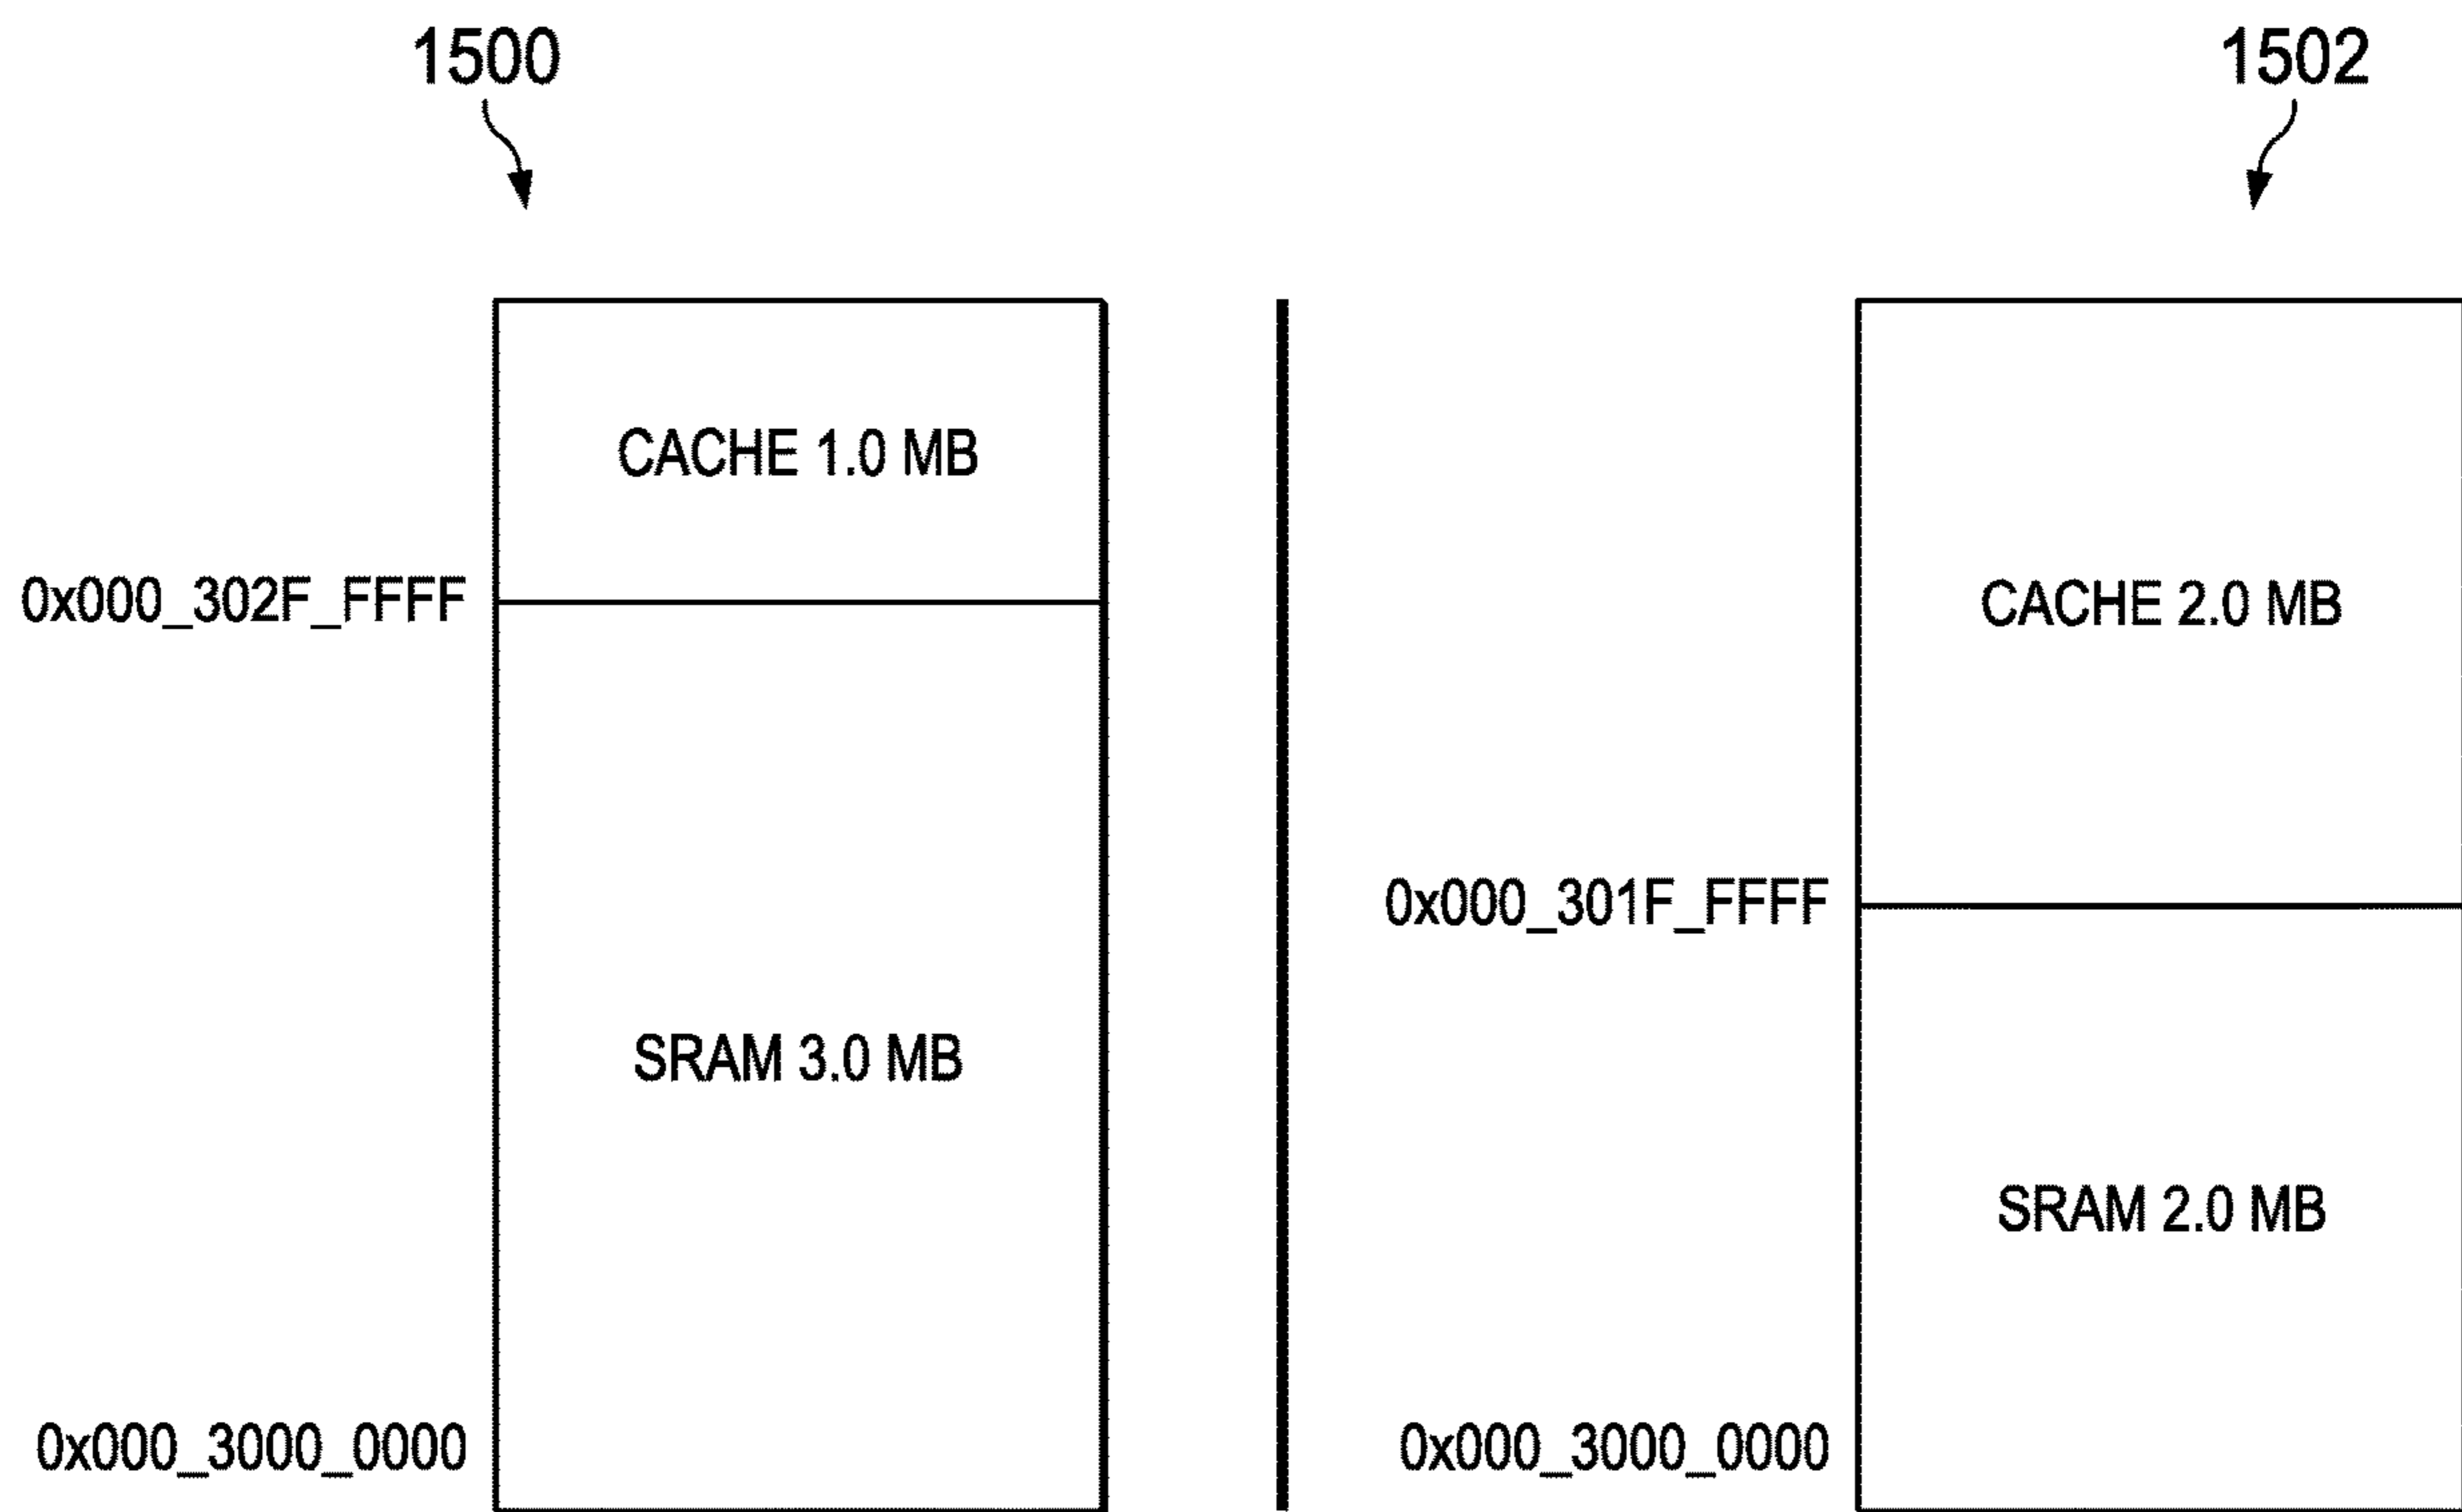 1500
1502
CACHE 1.0 MB
0x000_302F_FFFF
SRAM 3.0 MB
0x000_3000_0000
CACHE 2.0 MB
0x000_301F_FFFF
SRAM 2.0 MB
0x000_3000_0000